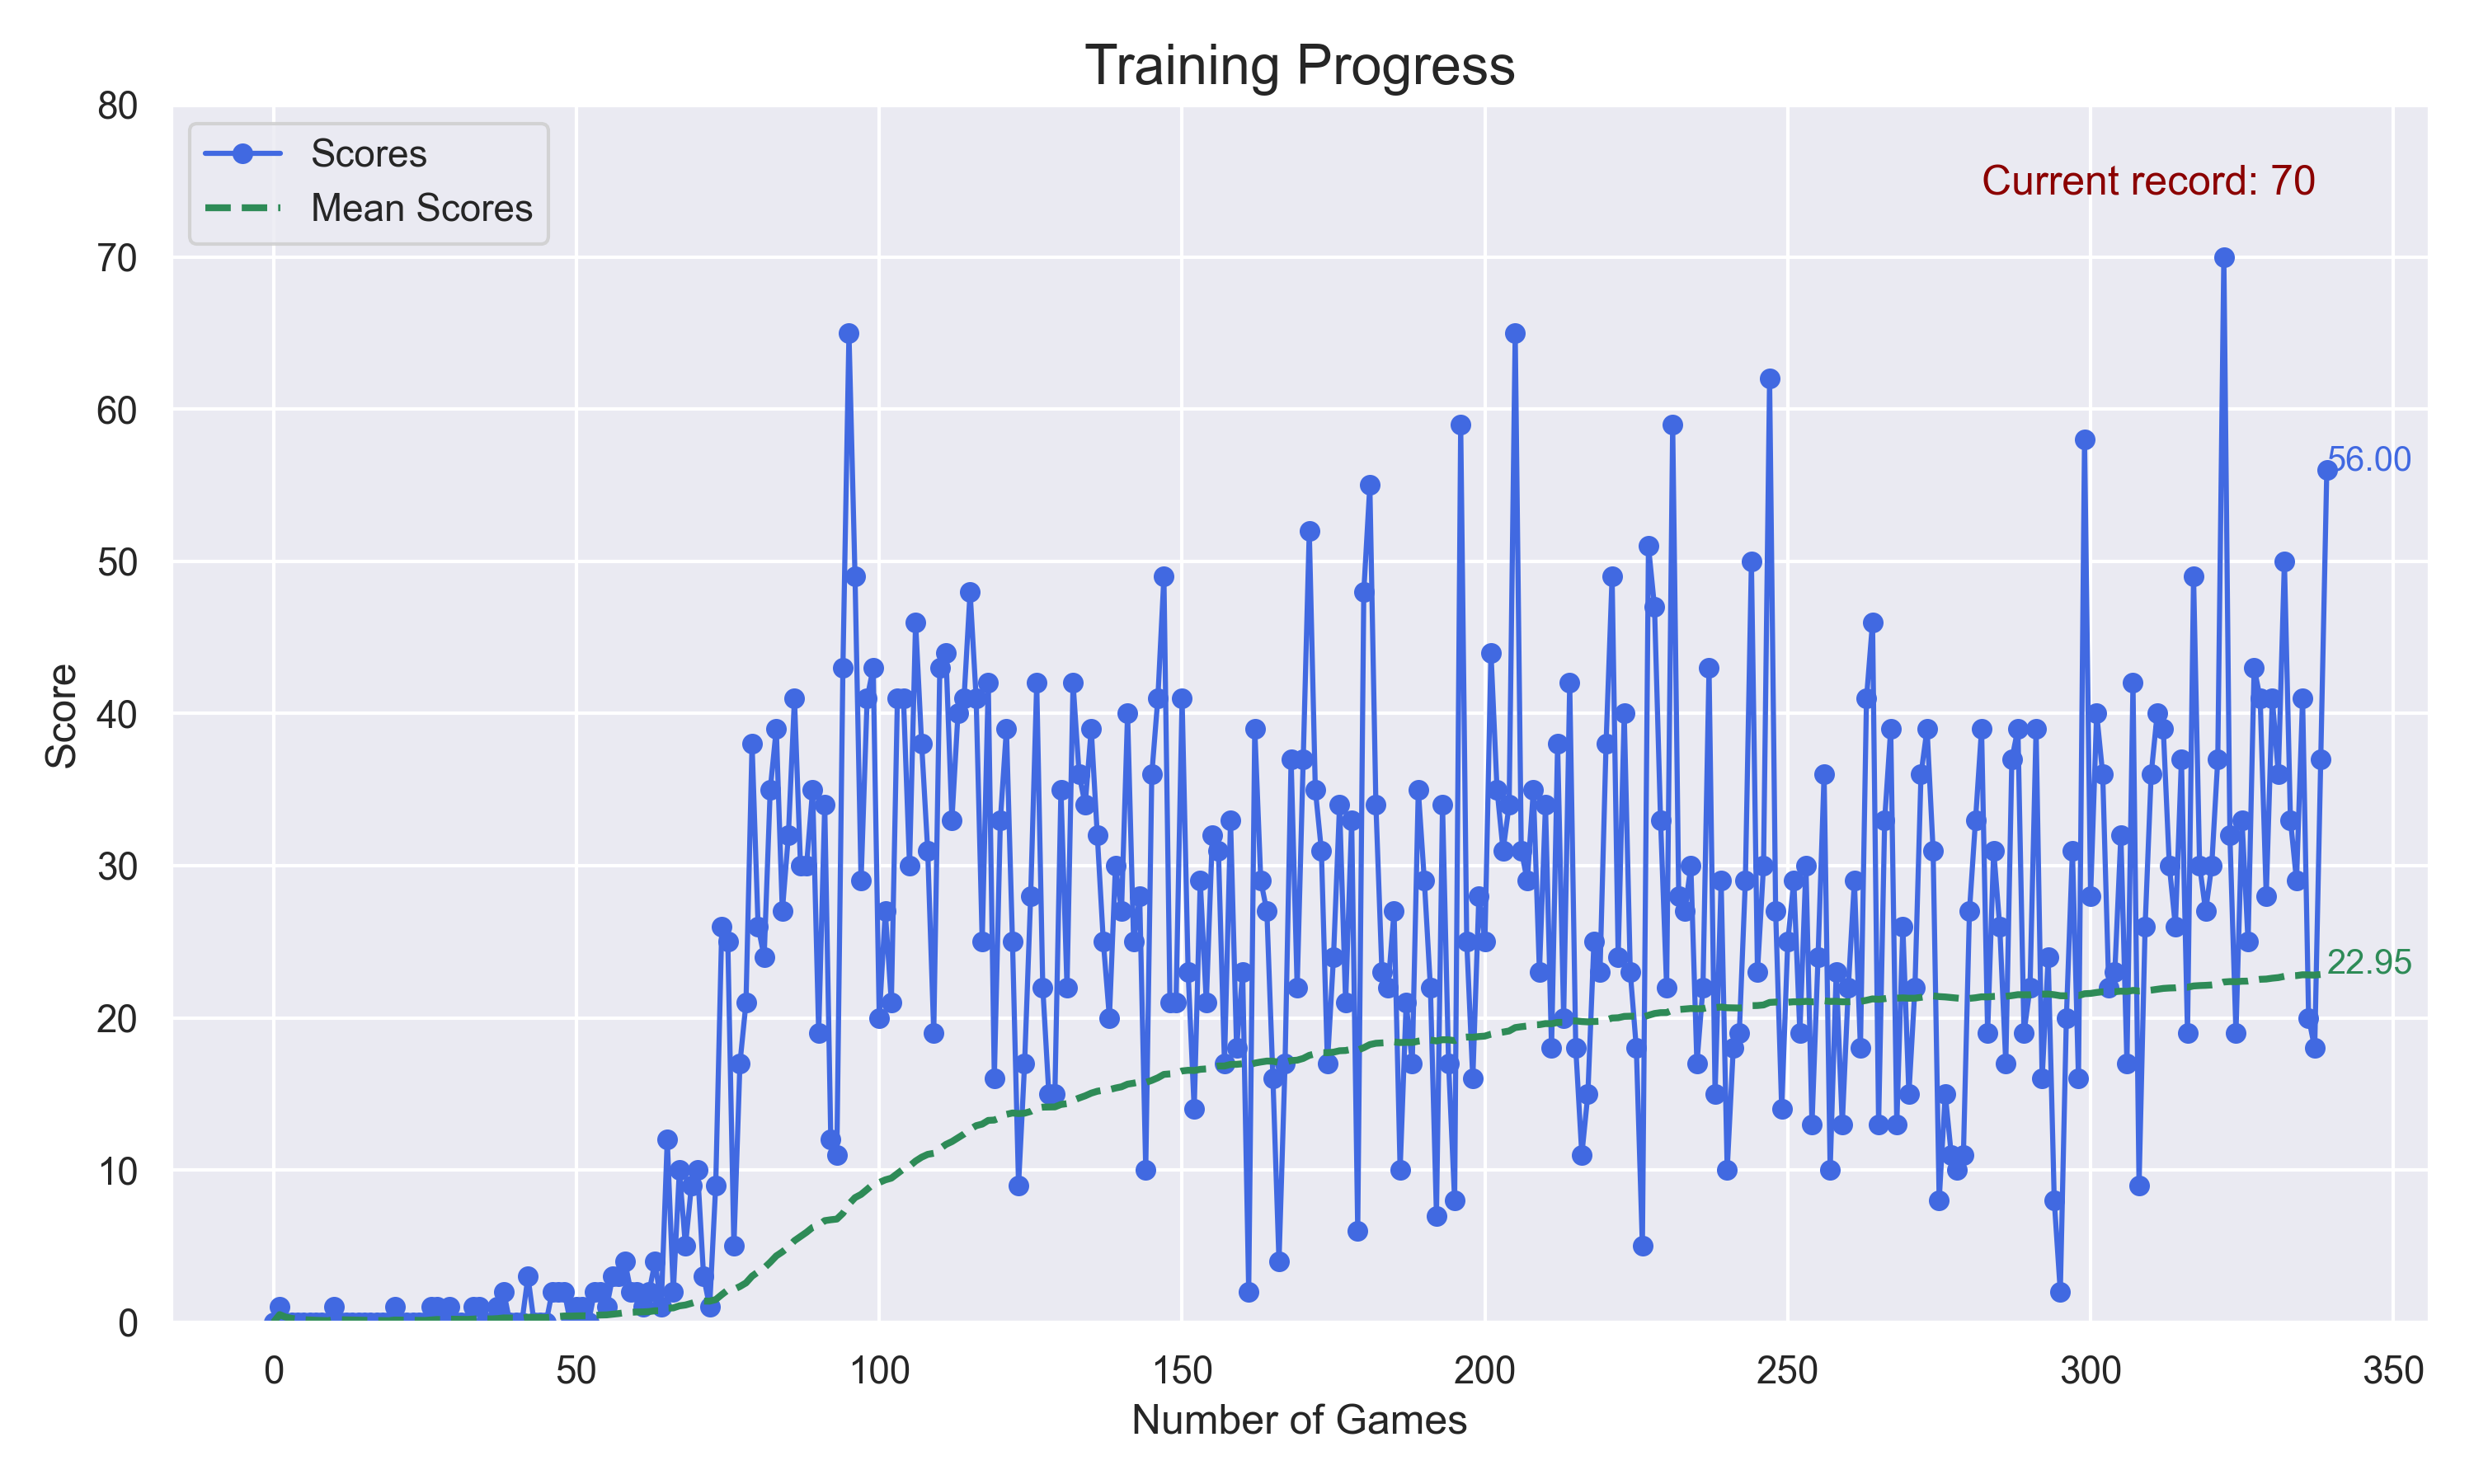 Training Progress
Scores
Mean Scores
Current record: 70
56.00
22.95
Score
80
70
60
50
40
30
20
10
0
0 50 100 150 200 250 300 350
Number of Games